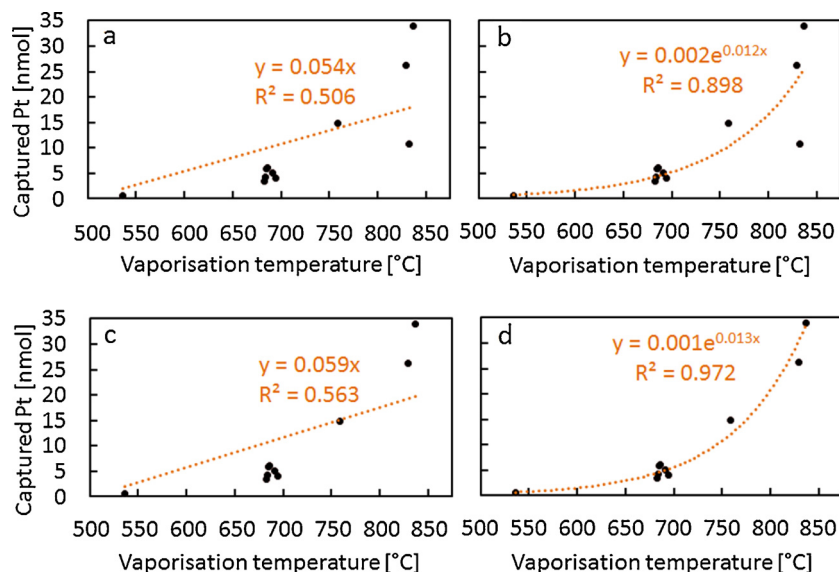 a
y = 0.054x
R² = 0.506
Captured Pt [nmol]
35
30
25
20
15
10
5
0
500 550 600 650 700 750 800 850
Vaporisation temperature [°C]
b
y = 0.002e^0.012x
R² = 0.898
500 550 600 650 700 750 800 850
Vaporisation temperature [°C]
c
y = 0.059x
R² = 0.563
Captured Pt [nmol]
35
30
25
20
15
10
5
0
500 550 600 650 700 750 800 850
Vaporisation temperature [°C]
d
y = 0.001e^0.013x
R² = 0.972
500 550 600 650 700 750 800 850
Vaporisation temperature [°C]